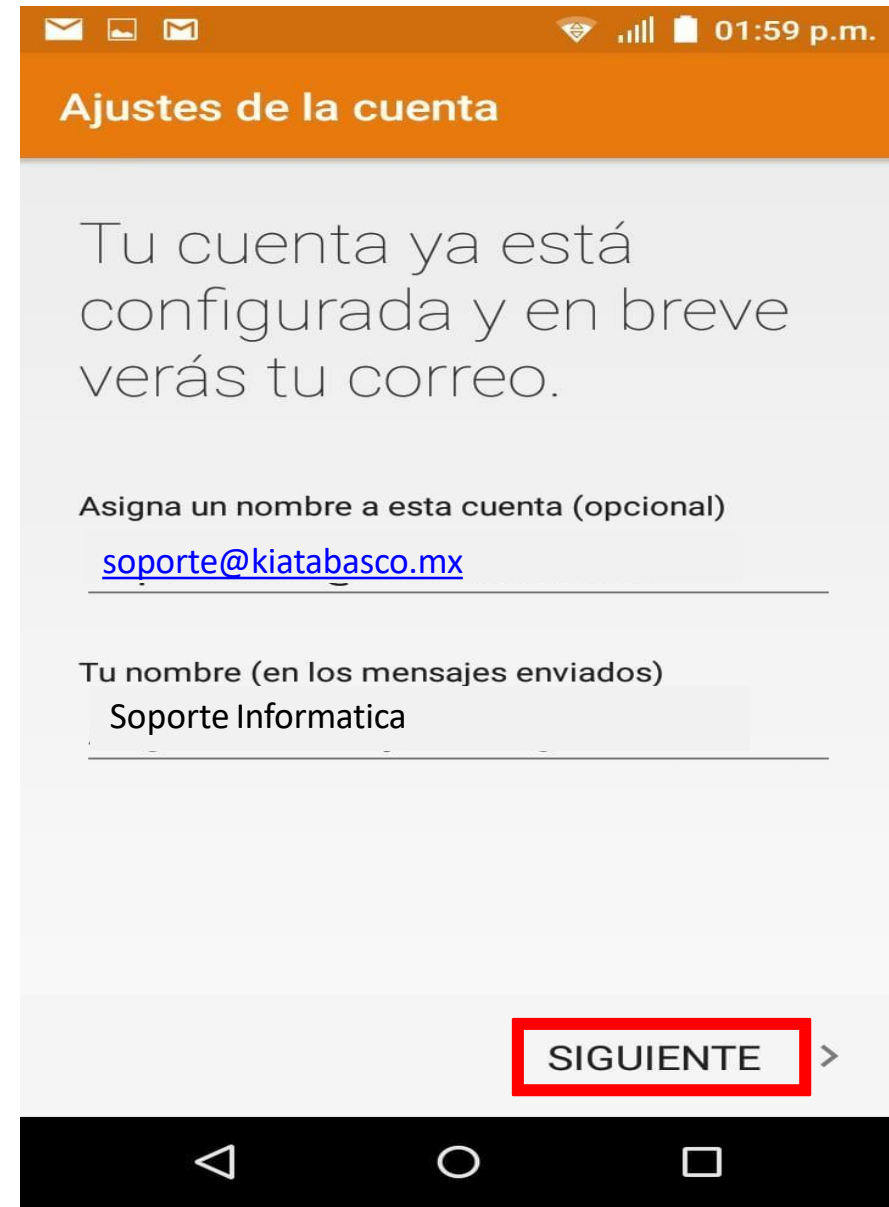 01:59 p.m.
Ajustes de la cuenta
Tu cuenta ya está
configurada y en breve
verás tu correo.
Asigna un nombre a esta cuenta (opcional)
soporte@kiatabasco.mx
Tu nombre (en los mensajes enviados)
Soporte Informatica
SIGUIENTE >